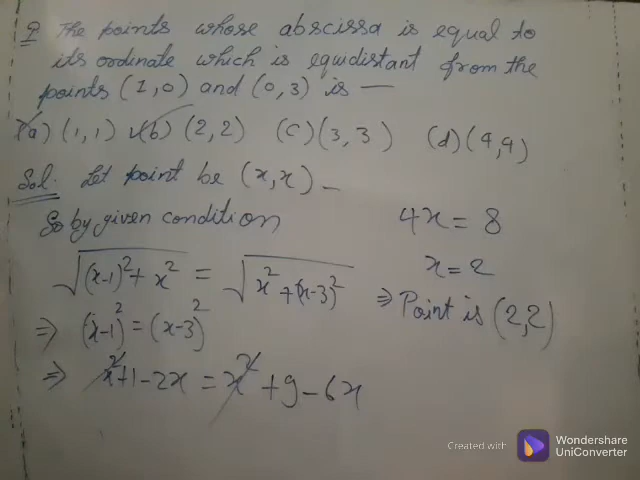 Q The points whose abscissa is equal to
its ordinate which is equidistant from the
points (1,0) and (0,3) is —
(a) (1,1) (b) (2,2) (c) (3,3) (d) (4,4)
Sol. Let point be (x,x) –
So by given condition
√((x-1)²+x²) = √(x²+(x-3)²)
⇒ (x-1)² = (x-3)²
⇒ x²+1-2x = x²+9-6x
4x = 8
x = 2
⇒ Point is (2,2)
Created with Wondershare
UniConverter